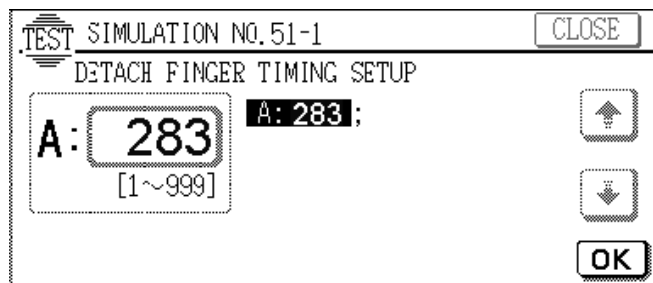 TEST SIMULATION NO.51-1 CLOSE
DETACH FINGER TIMING SETUP
A: 283 A: 283 ;
[1~999]
OK